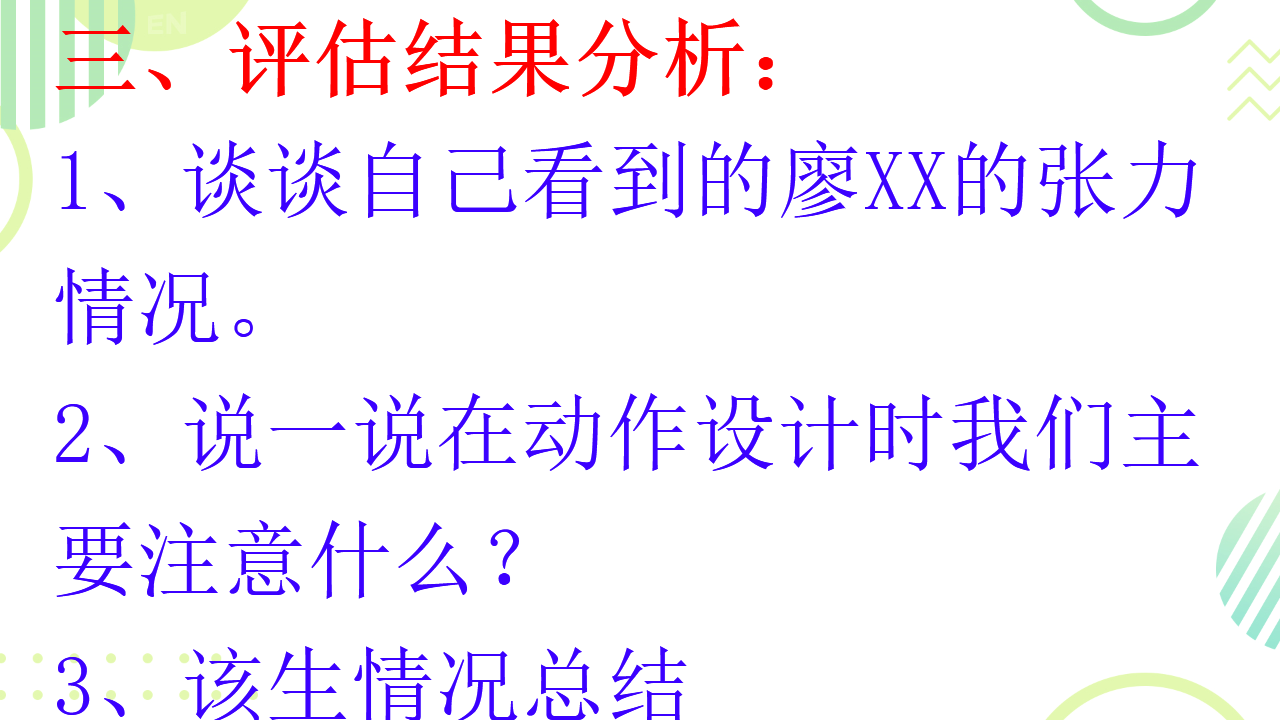 EN
三、评估结果分析：
1、谈谈自己看到的廖XX的张力
情况。
2、说一说在动作设计时我们主
要注意什么？
3、该生情况总结